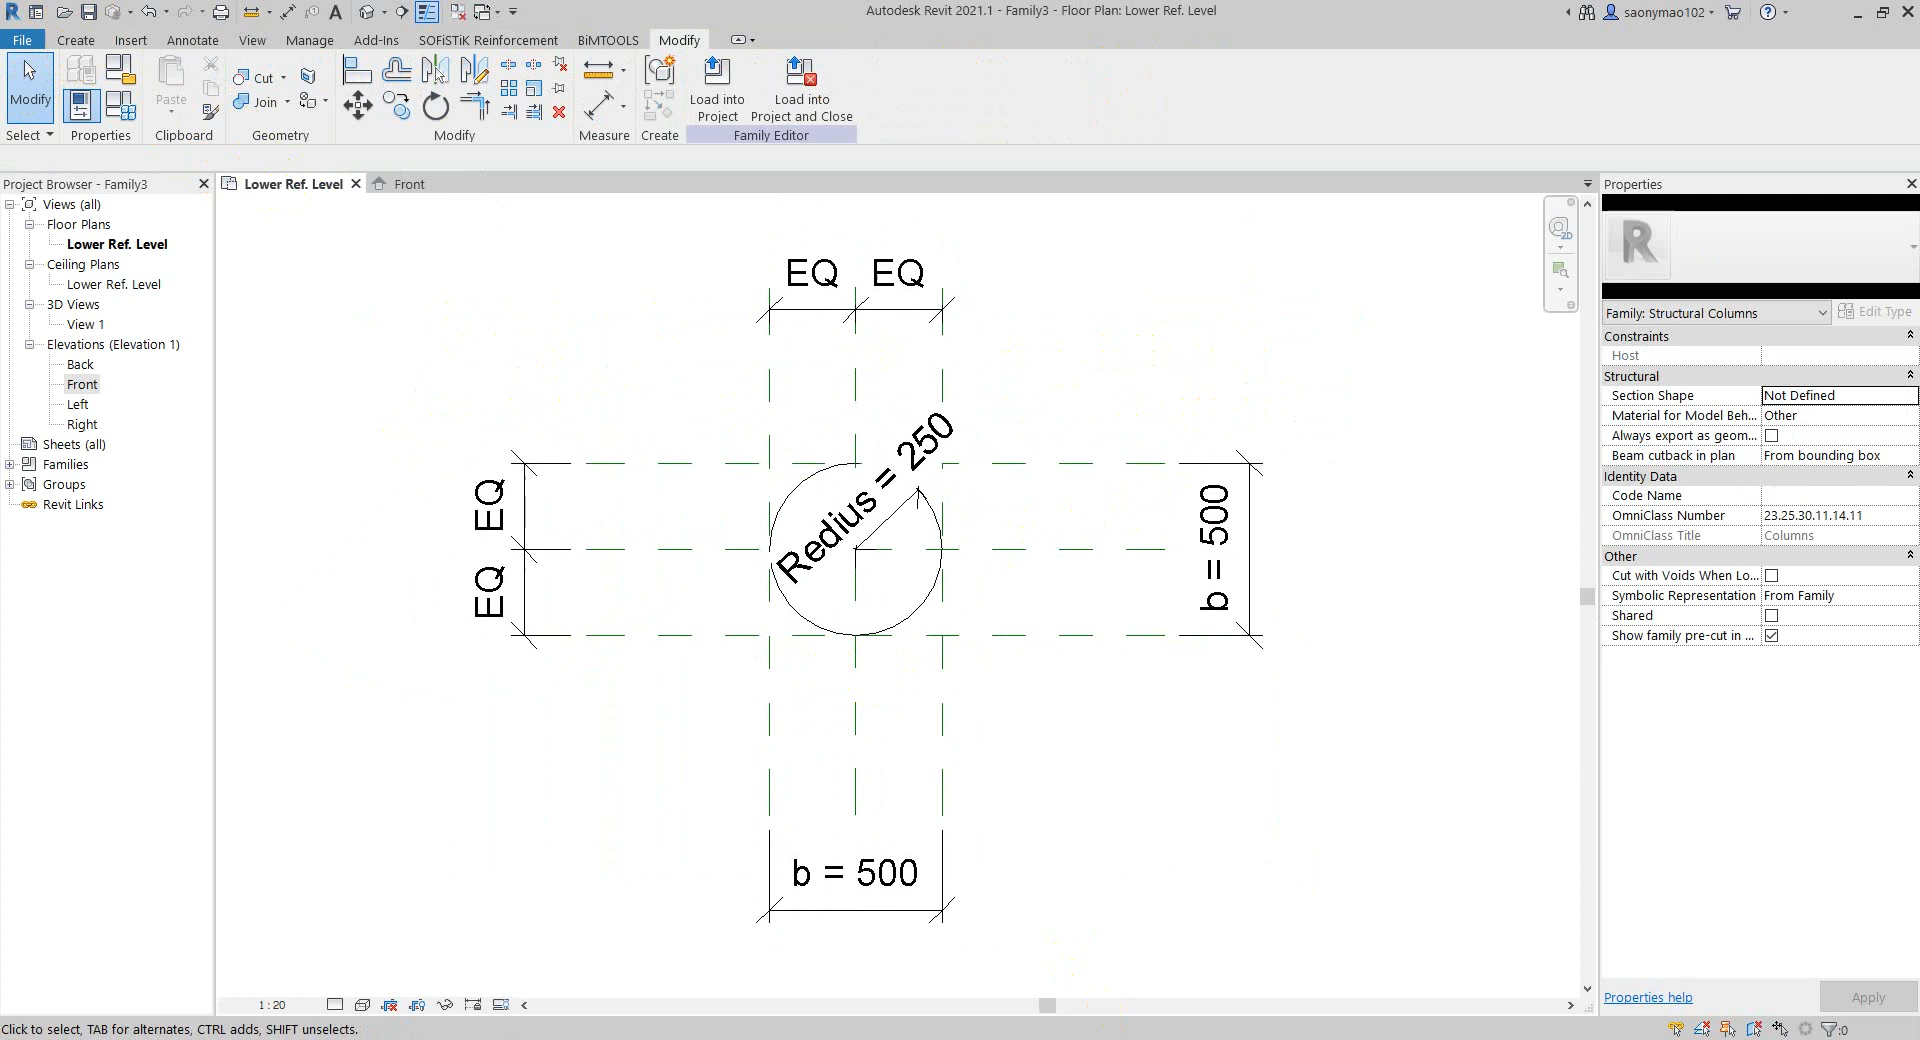 Autodesk Revit 2021.1 - Family3 - Floor Plan: Lower Ref. Level
saonymao102
File Create Insert Annotate View Manage Add-Ins SOFiSTiK Reinforcement BiMTOOLS Modify
Modify
Paste
Cut
Join
Load into Project
Load into Project and Close
Select Properties Clipboard Geometry Modify Measure Create Family Editor
Project Browser - Family3
Views (all)
Floor Plans
Lower Ref. Level
Ceiling Plans
Lower Ref. Level
3D Views
View 1
Elevations (Elevation 1)
Back
Front
Left
Right
Sheets (all)
Families
Groups
Revit Links
Lower Ref. Level
Front
2D
EQ EQ
Redius = 250
EQ
EQ
b = 500
b = 500
Properties
R
Family: Structural Columns
Edit Type
Constraints
Host
Structural
Section Shape Not Defined
Material for Model Beh... Other
Always export as geom...
Beam cutback in plan From bounding box
Identity Data
Code Name
OmniClass Number 23.25.30.11.14.11
OmniClass Title Columns
Other
Cut with Voids When Lo...
Symbolic Representation From Family
Shared
Show family pre-cut in ...
Properties help
Apply
1 : 20
Click to select, TAB for alternates, CTRL adds, SHIFT unselects.
:0